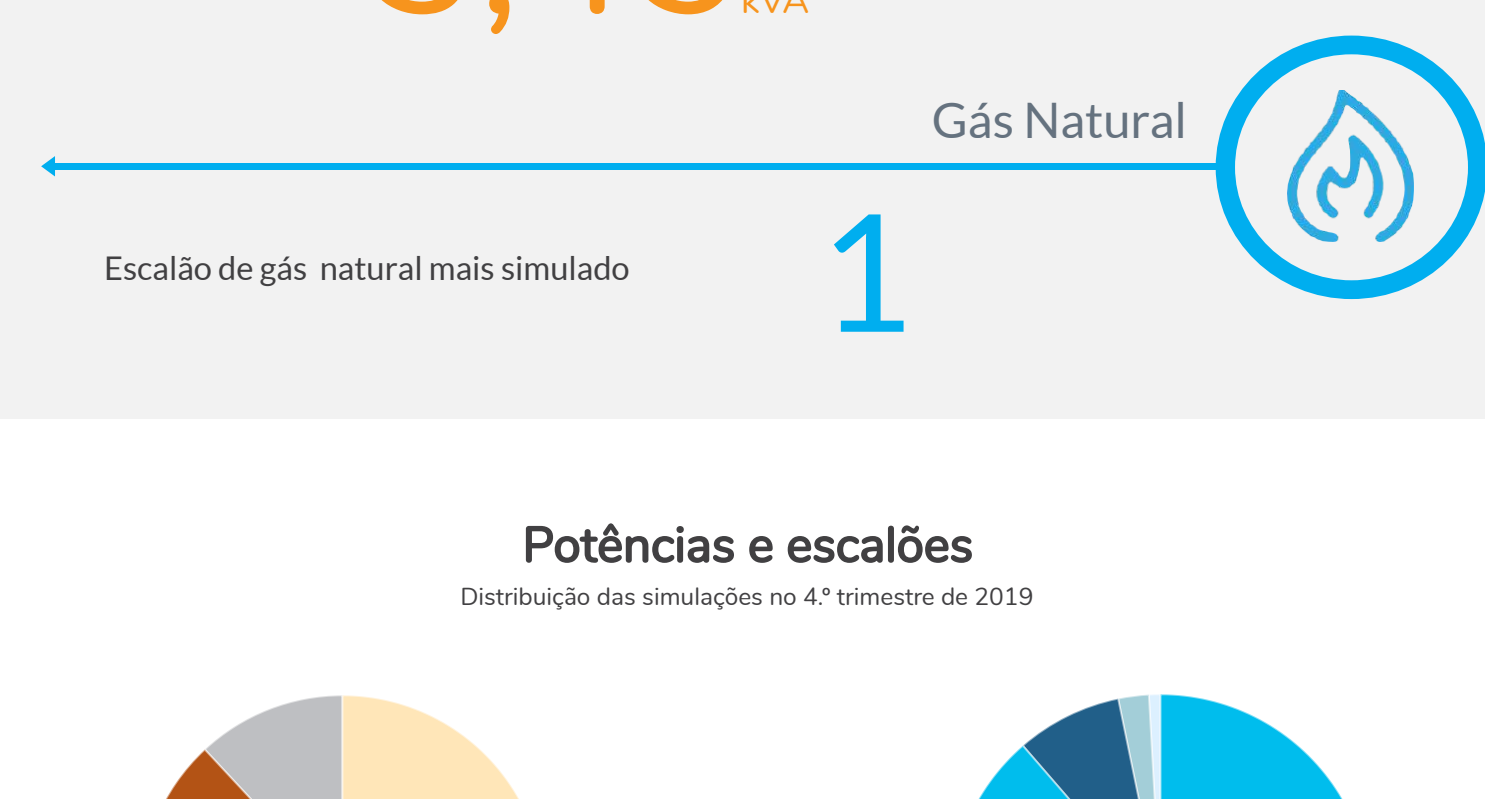 kVA
Gás Natural
Escalão de gás natural mais simulado
1
Potências e escalões
Distribuição das simulações no 4.º trimestre de 2019